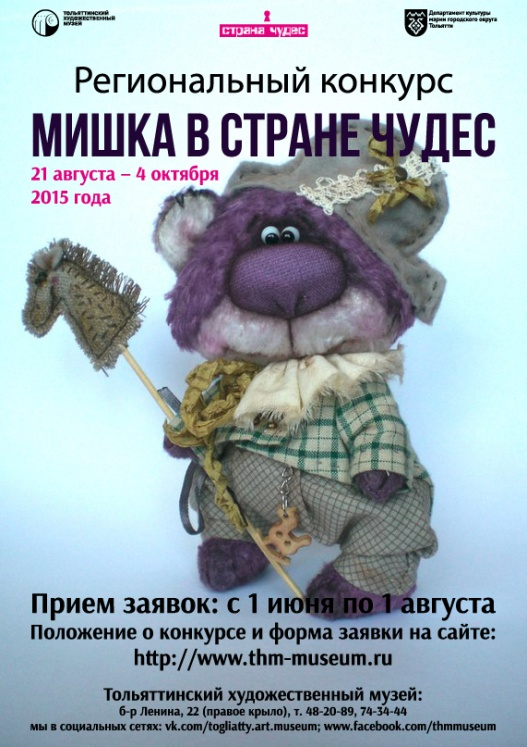 ТОЛЬЯТТИНСКИЙ
ХУДОЖЕСТВЕННЫЙ
МУЗЕЙ
страна чудес
Департамент культуры
мэрии городского округа
Тольятти
Региональный конкурс
МИШКА В СТРАНЕ ЧУДЕС
21 августа – 4 октября
2015 года
Прием заявок: с 1 июня по 1 августа
Положение о конкурсе и форма заявки на сайте:
http://www.thm-museum.ru
Тольяттинский художественный музей:
б-р Ленина, 22 (правое крыло), т. 48-20-89, 74-34-44
мы в социальных сетях: vk.com/togliatty.art.museum; www.facebook.com/thmmuseum